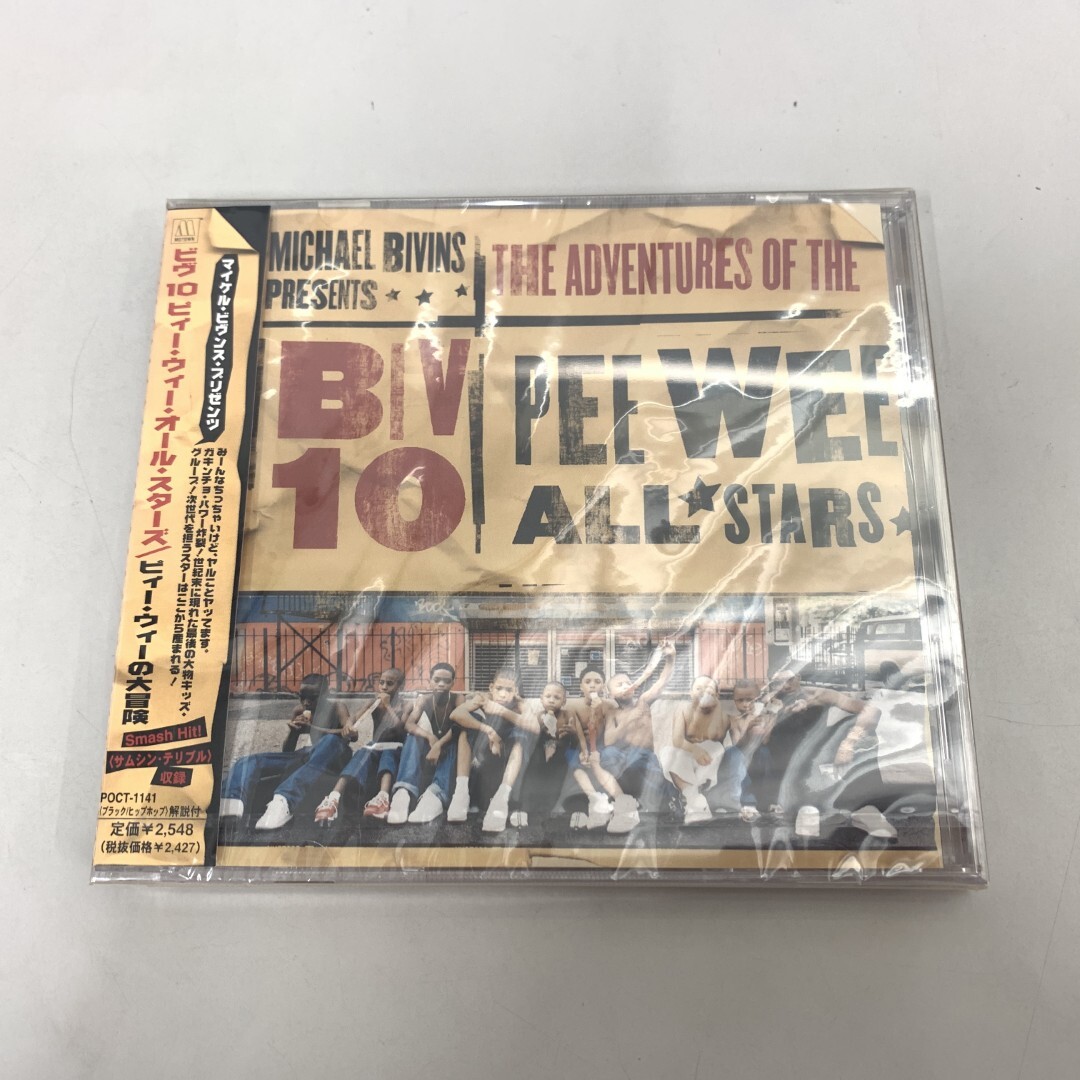 MOTOWN
マイケル・ビヴンス・プリゼンツ
ビヴ10 ピィー・ウィー・オール・スターズ/ピィー・ウィーの大冒険
みーんなちっちゃいけど、ヤルことヤッてます。
ガキンチョ・パワー炸裂!世紀末に現れた最後の大物キッズ・
グループ!次世代を担うスターはここから産まれる!
Smash Hit!
〈サムシン・テリブル〉
収録
POCT-1141
(ブラック/ヒップホップ)解説付
定価¥2,548
(税抜価格¥2,427)
MICHAEL BIVINS
PRESENTS
THE ADVENTURES OF THE
BIV
10
PEE WEE
ALL★STARS